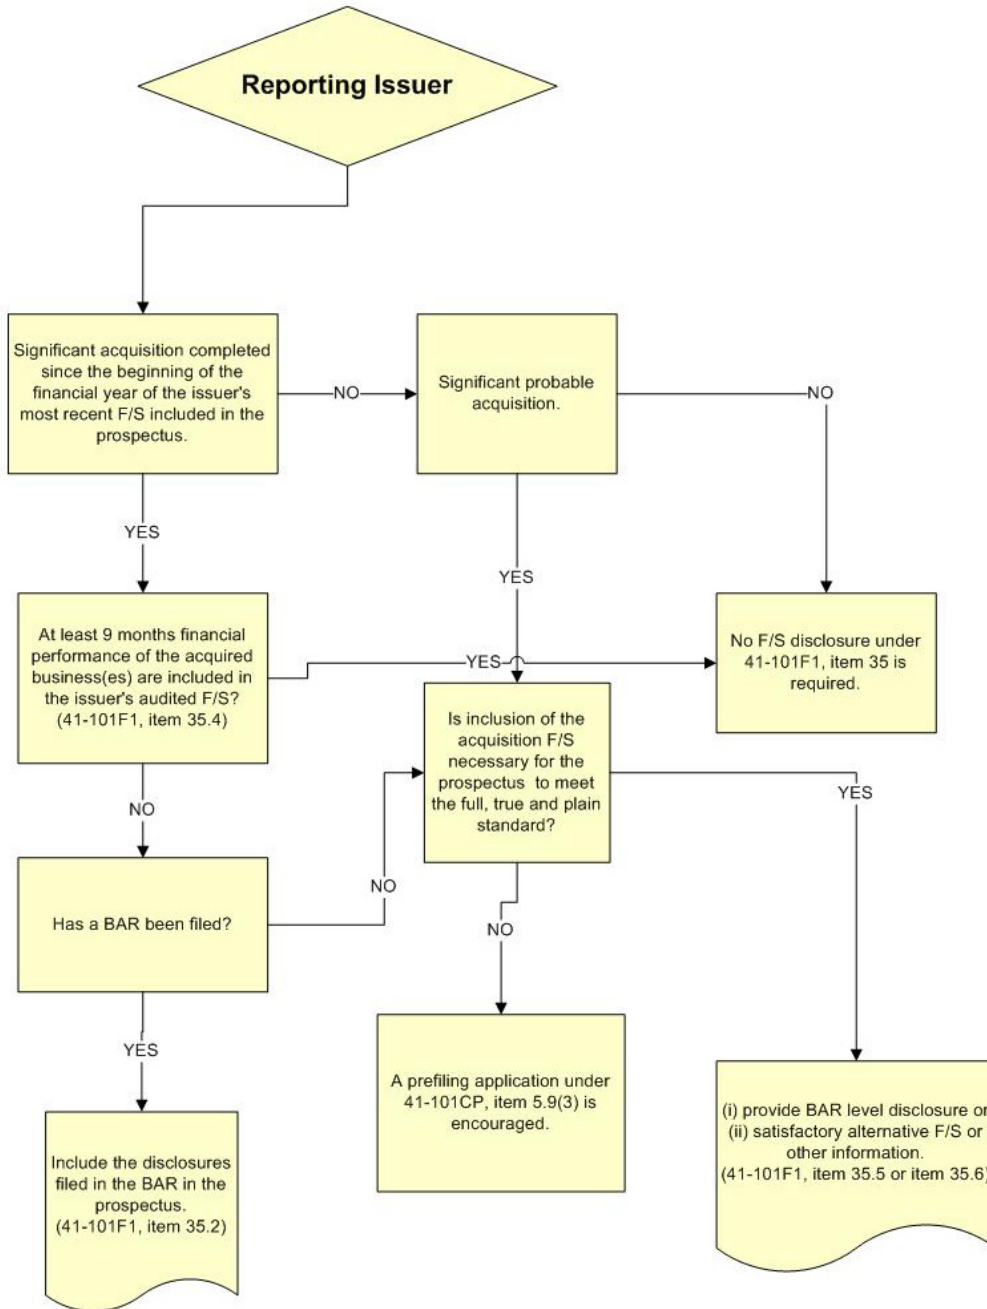 Reporting Issuer
Significant acquisition completed
since the beginning of the
financial year of the issuer's
most recent F/S included in the
prospectus.
NO
Significant probable
acquisition.
NO
YES
YES
At least 9 months financial
performance of the acquired
business(es) are included in
the issuer's audited F/S?
(41-101F1, item 35.4)
YES
No F/S disclosure under
41-101F1, item 35 is
required.
Is inclusion of the
acquisition F/S
necessary for the
prospectus to meet
the full, true and plain
standard?
YES
NO
NO
Has a BAR been filed?
NO
YES
A prefiling application under
41-101CP, item 5.9(3) is
encouraged.
(i) provide BAR level disclosure or
(ii) satisfactory alternative F/S or
other information.
(41-101F1, item 35.5 or item 35.6)
Include the disclosures
filed in the BAR in the
prospectus.
(41-101F1, item 35.2)